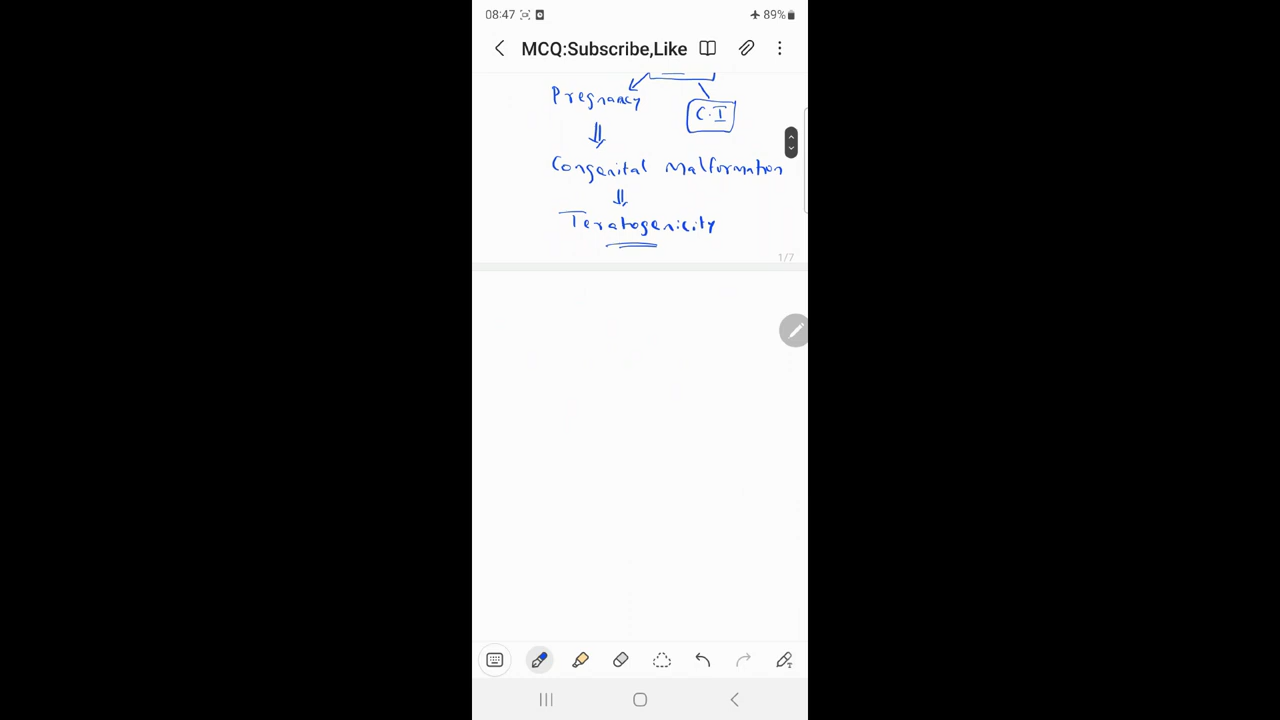 08:47 89%
MCQ:Subscribe,Like
Pregnancy
C.I
Congenital Malformation
Teratogenicity
1/7